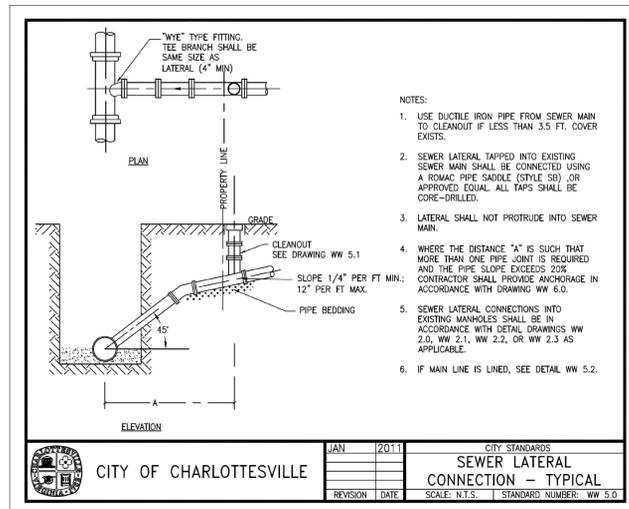 "WYE" TYPE FITTING.
TEE BRANCH SHALL BE
SAME SIZE AS
LATERAL (4" MIN)
PLAN
PROPERTY LINE
GRADE
CLEANOUT
SEE DRAWING WW 5.1
SLOPE 1/4" PER FT MIN.;
12" PER FT MAX.
PIPE BEDDING
45°
A
ELEVATION
NOTES:
1. USE DUCTILE IRON PIPE FROM SEWER MAIN
TO CLEANOUT IF LESS THAN 3.5 FT. COVER
EXISTS.
2. SEWER LATERAL TAPPED INTO EXISTING
SEWER MAIN SHALL BE CONNECTED USING
A ROMAC PIPE SADDLE (STYLE SB) ,OR
APPROVED EQUAL. ALL TAPS SHALL BE
CORE-DRILLED.
3. LATERAL SHALL NOT PROTRUDE INTO SEWER
MAIN.
4. WHERE THE DISTANCE "A" IS SUCH THAT
MORE THAN ONE PIPE JOINT IS REQUIRED
AND THE PIPE SLOPE EXCEEDS 20%
CONTRACTOR SHALL PROVIDE ANCHORAGE IN
ACCORDANCE WITH DRAWING WW 6.0.
5. SEWER LATERAL CONNECTIONS INTO
EXISTING MANHOLES SHALL BE IN
ACCORDANCE WITH DETAIL DRAWINGS WW
2.0, WW 2.1, WW 2.2, OR WW 2.3 AS
APPLICABLE.
6. IF MAIN LINE IS LINED, SEE DETAIL WW 5.2.
CHARLOTTESVILLE
VIRGINIA
CITY OF CHARLOTTESVILLE
JAN 2011
REVISION DATE
CITY STANDARDS
SEWER LATERAL
CONNECTION – TYPICAL
SCALE: N.T.S. STANDARD NUMBER: WW 5.0